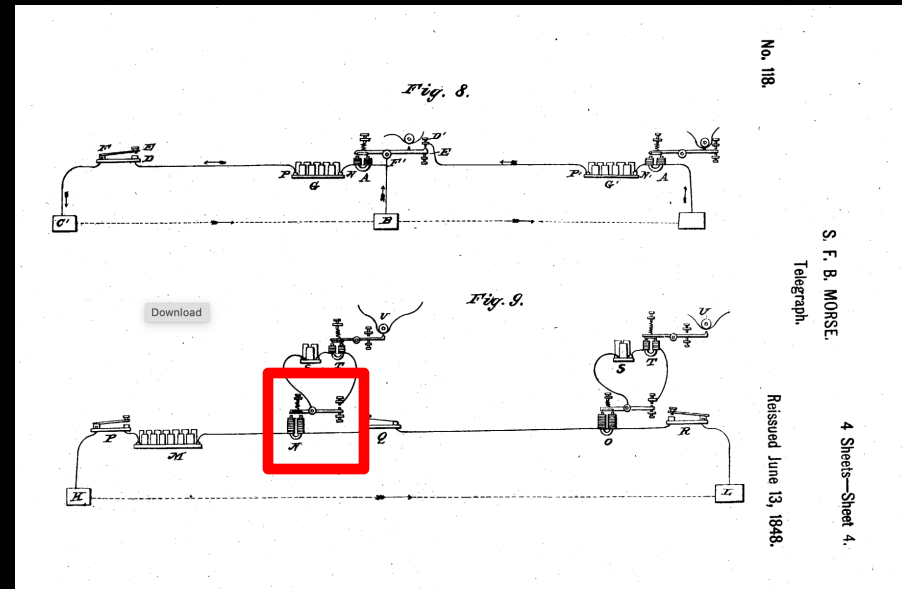 No. 118.
Fig. 8.
F E D
P G N A
D'
E
F'
P' G' N' A
C'
B
S. F. B. MORSE.
Telegraph.
4 Sheets—Sheet 4.
Reissued June 13, 1848.
Download
Fig. 9.
U
U
T
S
T
P
M
N
Q
O
R
H
L